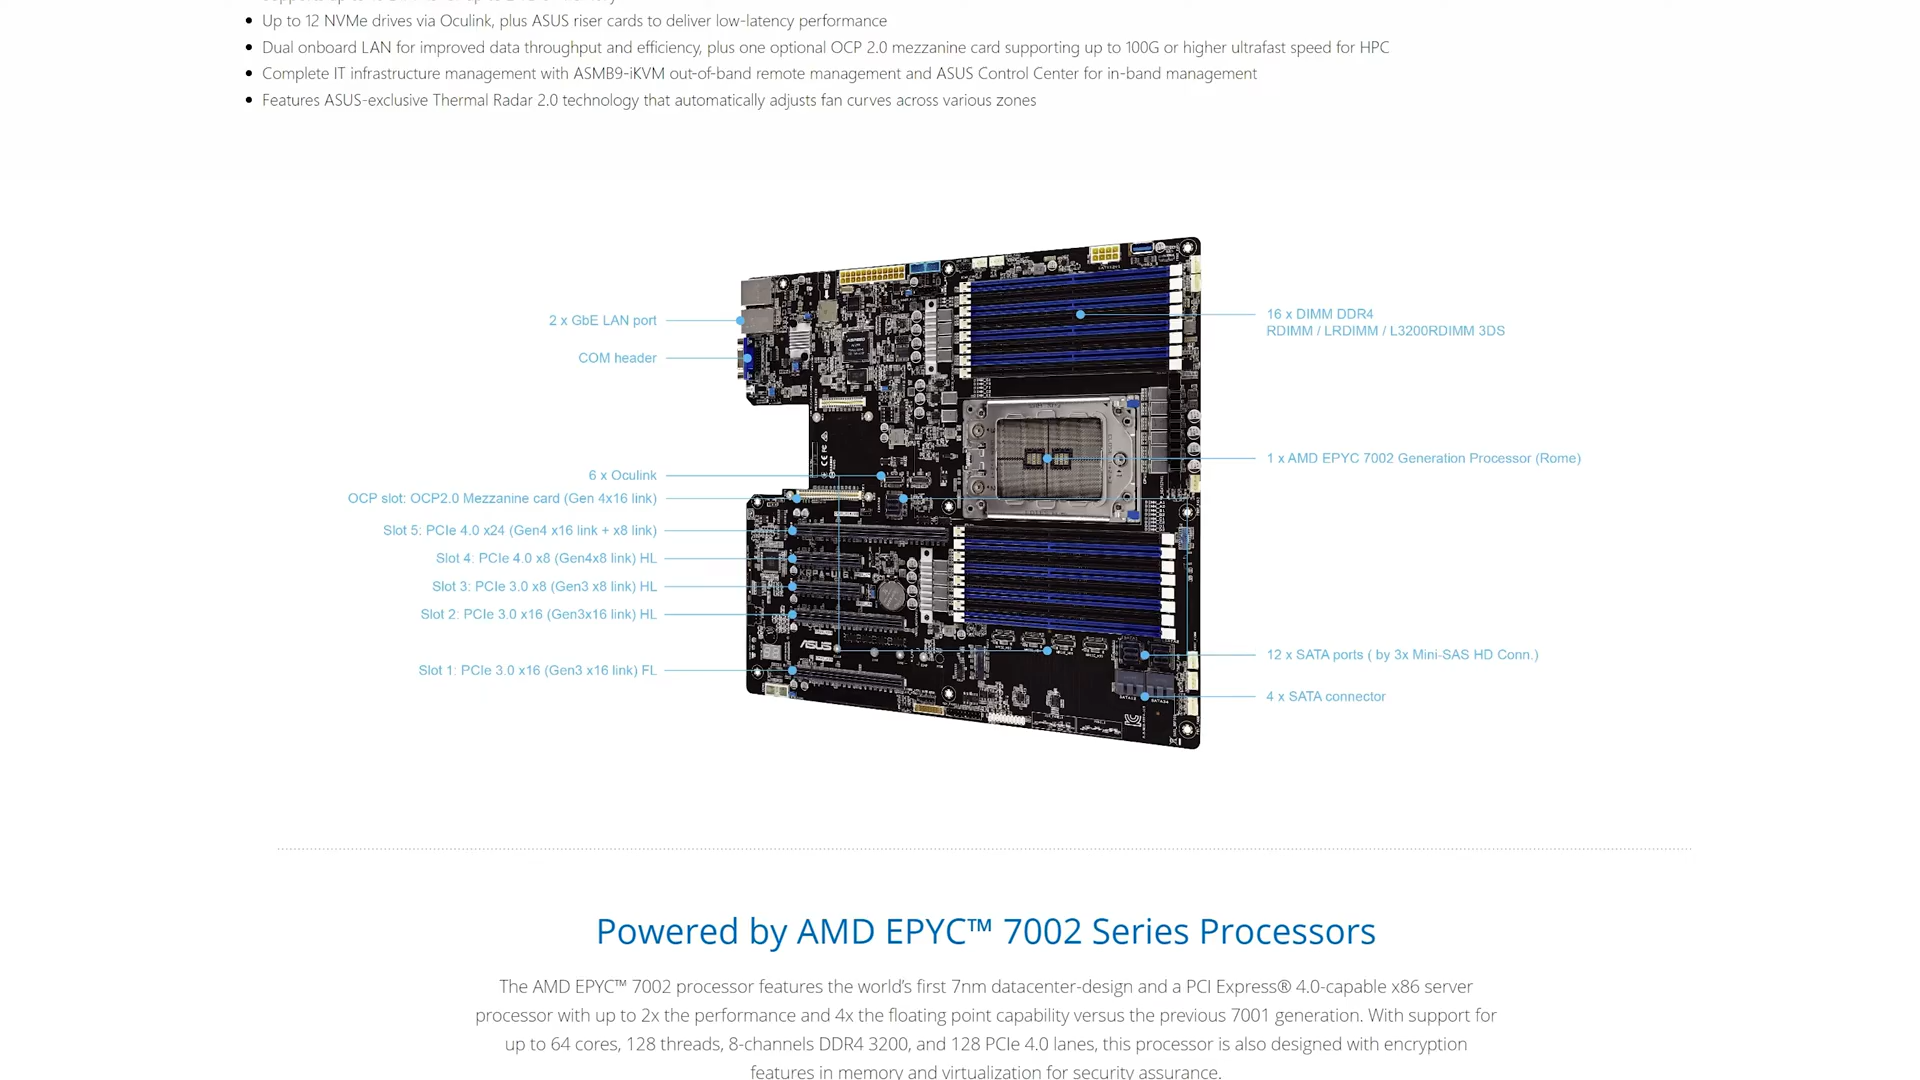 Up to 12 NVMe drives via Oculink, plus ASUS riser cards to deliver low-latency performance
Dual onboard LAN for improved data throughput and efficiency, plus one optional OCP 2.0 mezzanine card supporting up to 100G or higher ultrafast speed for HPC
Complete IT infrastructure management with ASMB9-iKVM out-of-band remote management and ASUS Control Center for in-band management
Features ASUS-exclusive Thermal Radar 2.0 technology that automatically adjusts fan curves across various zones
2 x GbE LAN port
COM header
6 x Oculink
OCP slot: OCP2.0 Mezzanine card (Gen 4x16 link)
Slot 5: PCIe 4.0 x24 (Gen4 x16 link + x8 link)
Slot 4: PCIe 4.0 x8 (Gen4x8 link) HL
Slot 3: PCIe 3.0 x8 (Gen3 x8 link) HL
Slot 2: PCIe 3.0 x16 (Gen3x16 link) HL
Slot 1: PCIe 3.0 x16 (Gen3 x16 link) FL
ASUS
16 x DIMM DDR4
RDIMM / LRDIMM / L3200RDIMM 3DS
1 x AMD EPYC 7002 Generation Processor (Rome)
12 x SATA ports ( by 3x Mini-SAS HD Conn.)
4 x SATA connector
Powered by AMD EPYC™ 7002 Series Processors
The AMD EPYC™ 7002 processor features the world's first 7nm datacenter-design and a PCI Express® 4.0-capable x86 server
processor with up to 2x the performance and 4x the floating point capability versus the previous 7001 generation. With support for
up to 64 cores, 128 threads, 8-channels DDR4 3200, and 128 PCIe 4.0 lanes, this processor is also designed with encryption
features in memory and virtualization for security assurance.